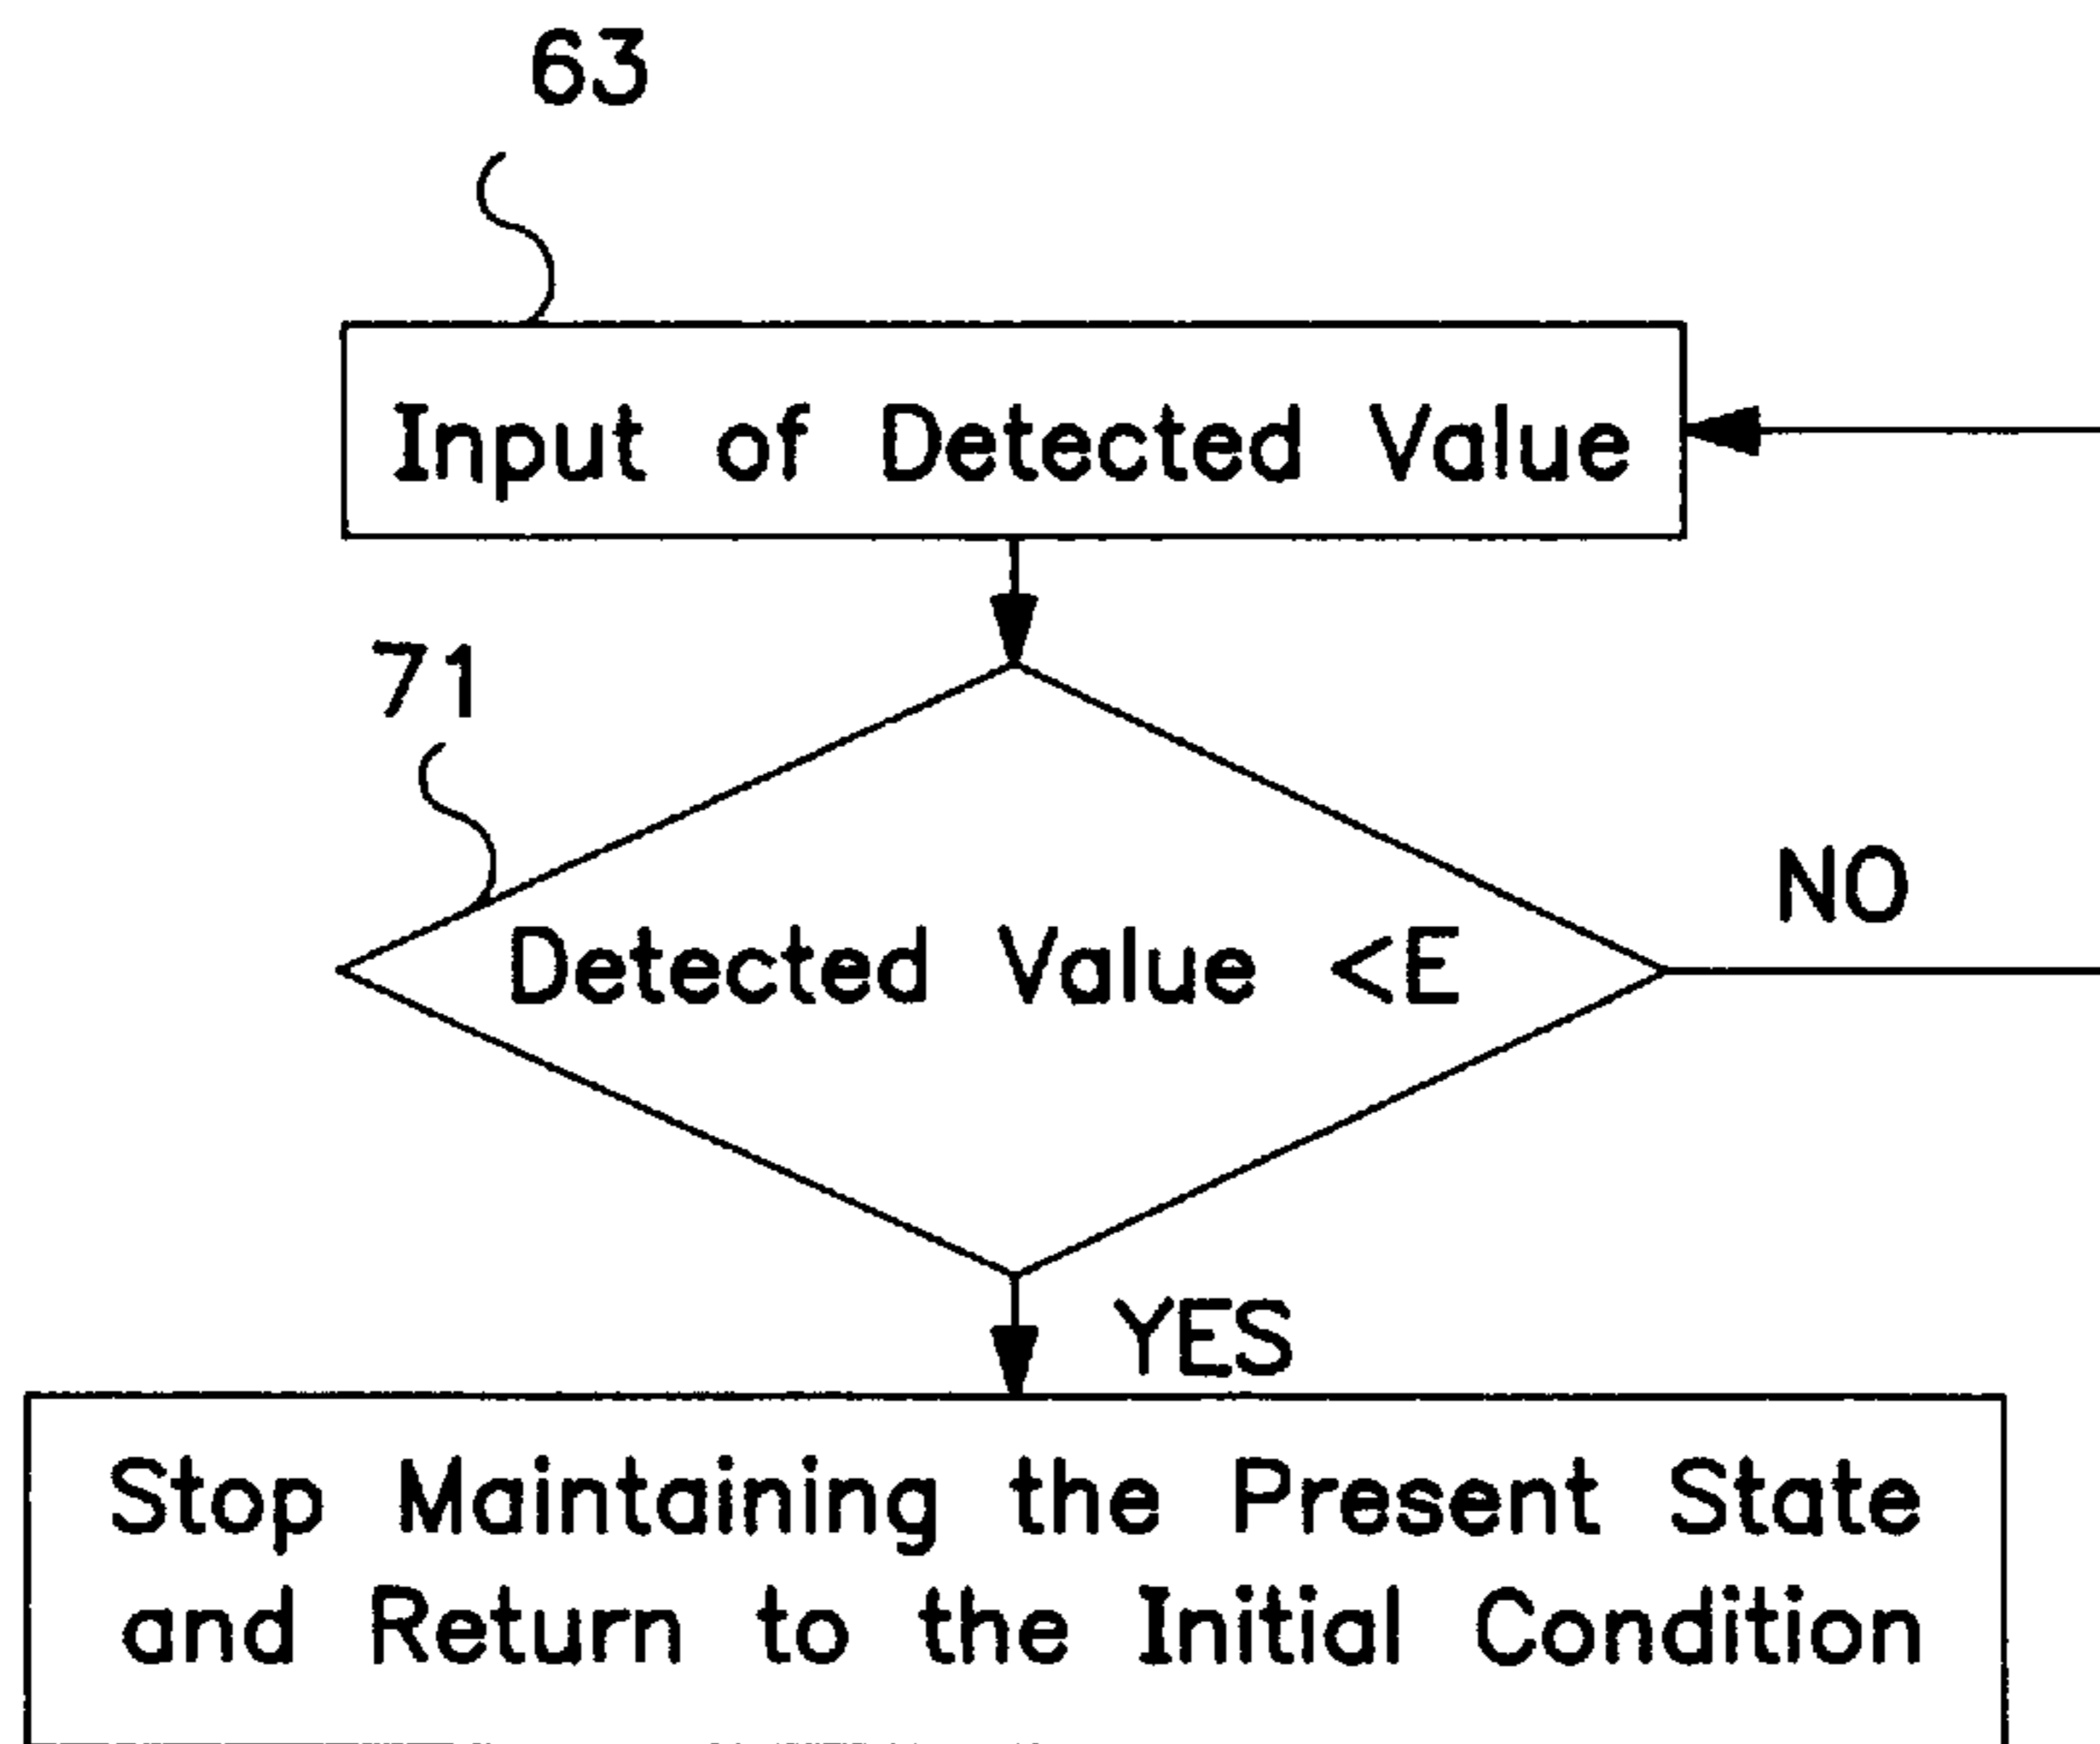 63
Input of Detected Value
71
Detected Value <E
NO
YES
Stop Maintaining the Present State
and Return to the Initial Condition